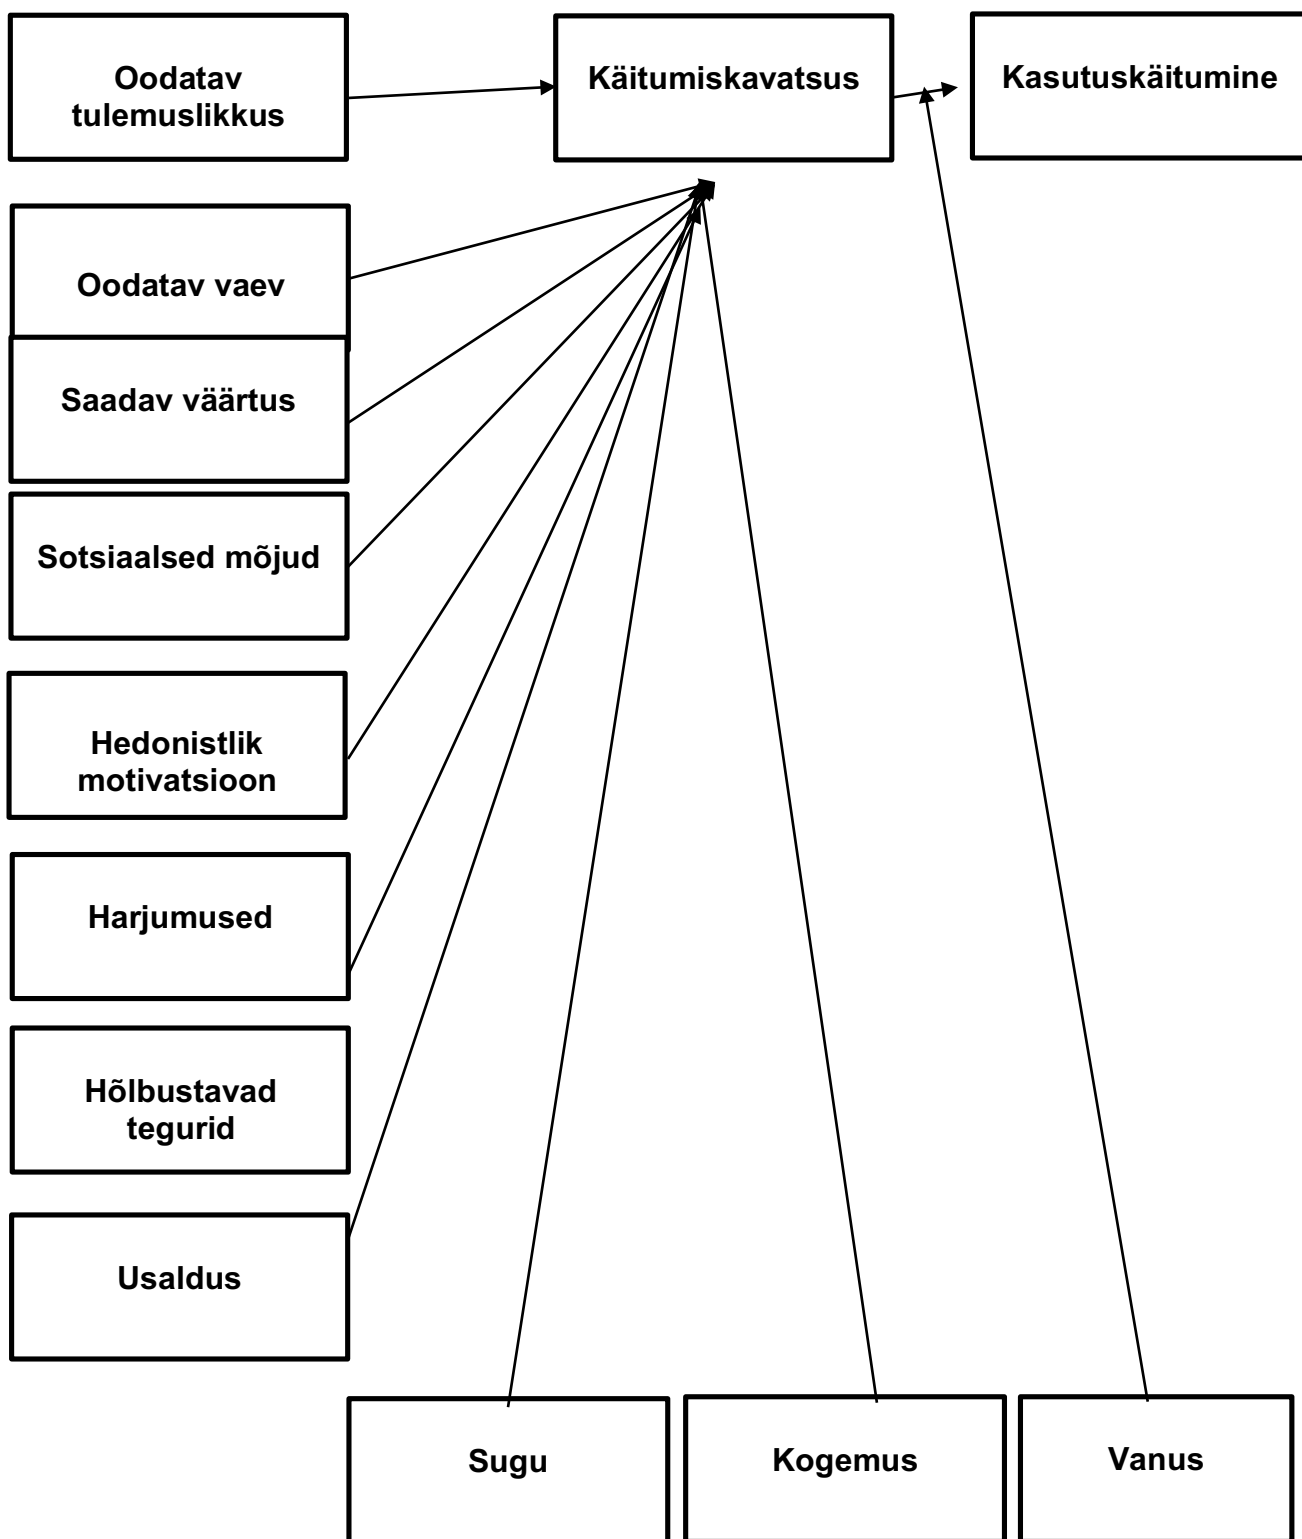 Oodatav
tulemuslikkus
Käitumiskavatsus
Kasutuskäitumine
Oodatav vaev
Saadav väärtus
Sotsiaalsed mõjud
Hedonistlik
motivatsioon
Harjumused
Hõlbustavad
tegurid
Usaldus
Sugu
Kogemus
Vanus